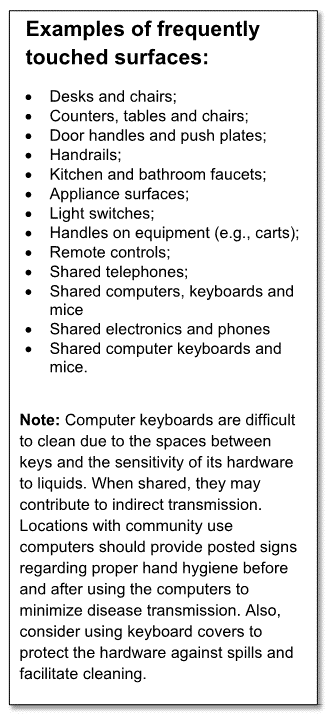 Examples of frequently
touched surfaces:
• Desks and chairs;
• Counters, tables and chairs;
• Door handles and push plates;
• Handrails;
• Kitchen and bathroom faucets;
• Appliance surfaces;
• Light switches;
• Handles on equipment (e.g., carts);
• Remote controls;
• Shared telephones;
• Shared computers, keyboards and
mice
• Shared electronics and phones
• Shared computer keyboards and
mice.
Note: Computer keyboards are difficult
to clean due to the spaces between
keys and the sensitivity of its hardware
to liquids. When shared, they may
contribute to indirect transmission.
Locations with community use
computers should provide posted signs
regarding proper hand hygiene before
and after using the computers to
minimize disease transmission. Also,
consider using keyboard covers to
protect the hardware against spills and
facilitate cleaning.